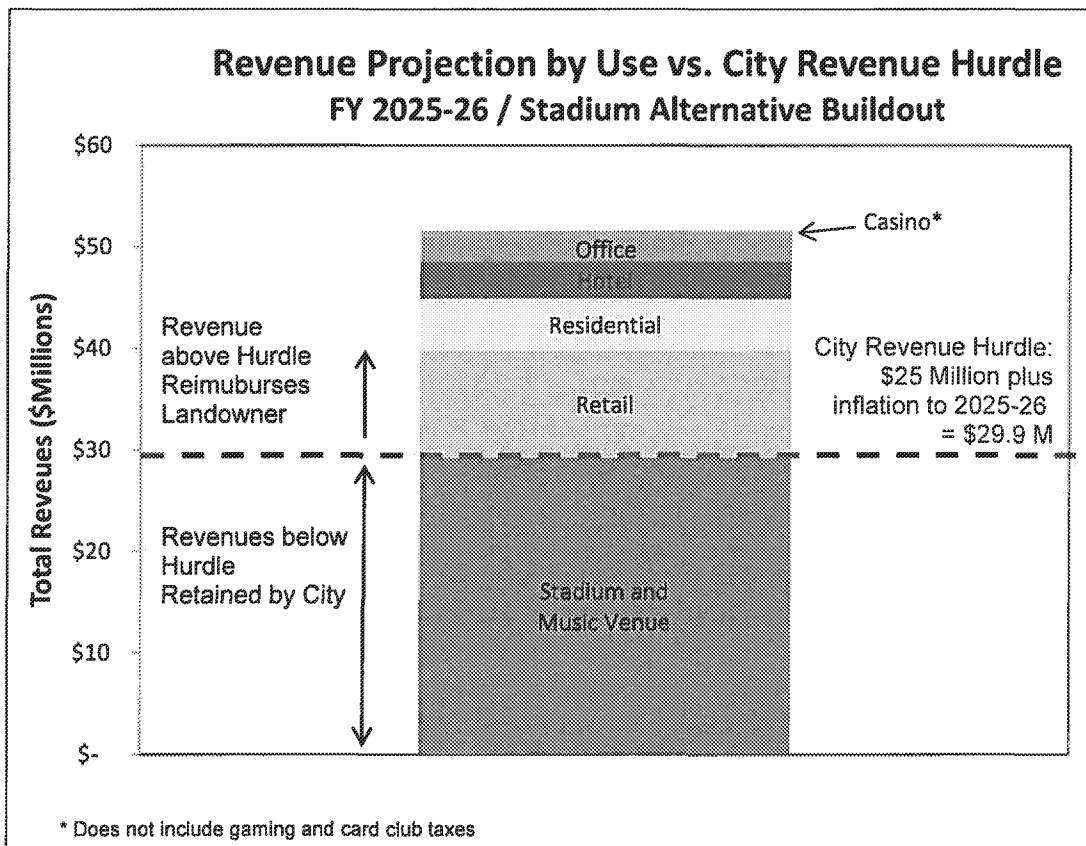 Revenue Projection by Use vs. City Revenue Hurdle
FY 2025-26 / Stadium Alternative Buildout
Total Reveues ($Millions)
$60
$50
$40
$30
$20
$10
$-
Casino*
Office
Hotel
Residential
Retail
Stadium and
Music Venue
Revenue
above Hurdle
Reimuburses
Landowner
Revenues below
Hurdle
Retained by City
City Revenue Hurdle:
$25 Million plus
inflation to 2025-26
= $29.9 M
* Does not include gaming and card club taxes